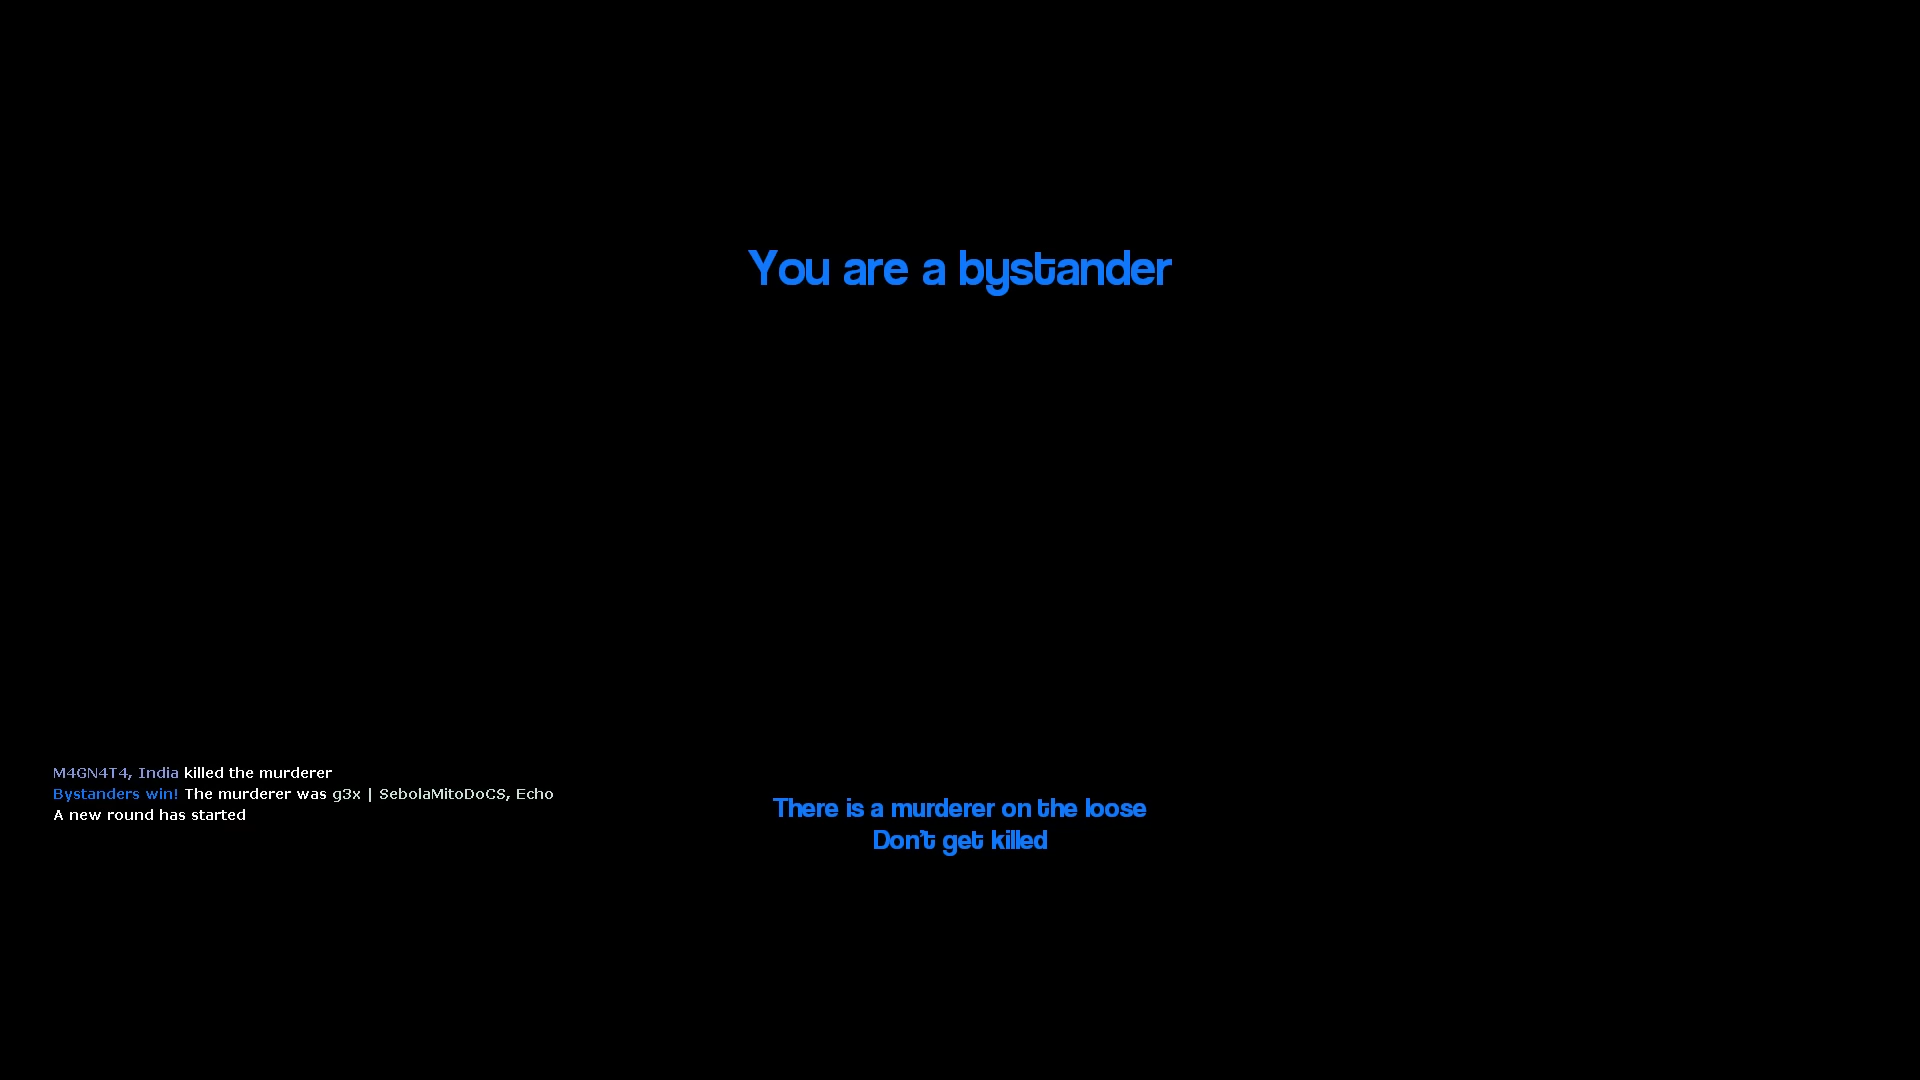 You are a bystander
M4GN4T4, India killed the murderer
Bystanders win! The murderer was g3x | SebolaMitoDoCS, Echo
A new round has started
There is a murderer on the loose
Don't get killed